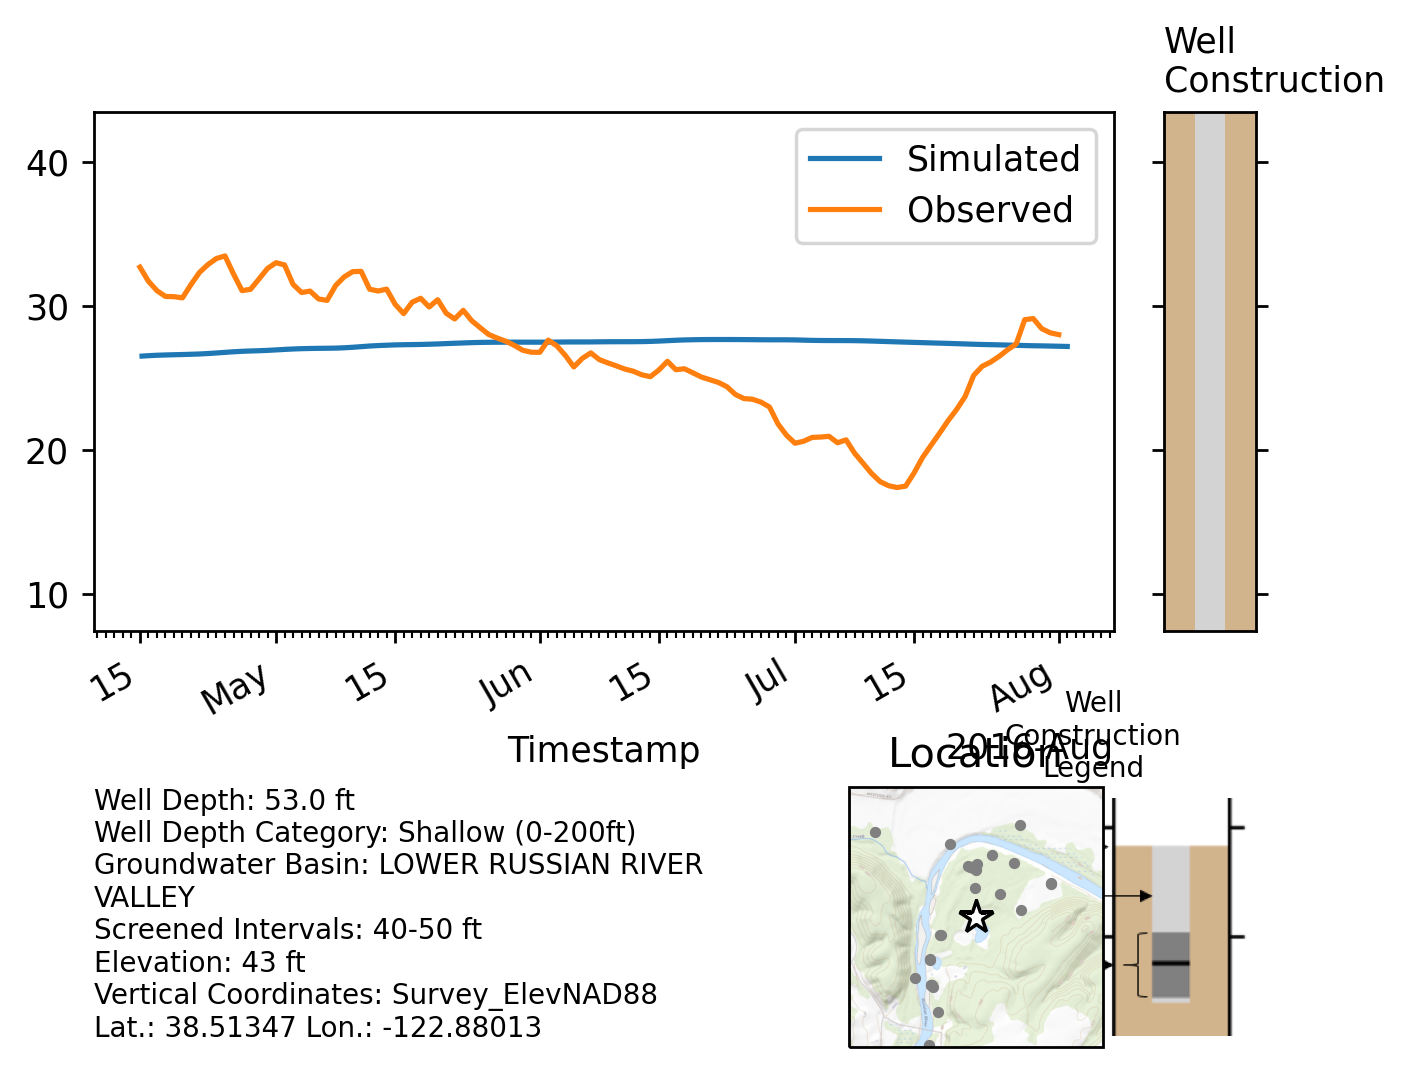 Well
Construction
40
30
20
10
Simulated
Observed
15
May
15
Jun
15
Jul
15
Aug
Timestamp
2016-Aug
Well
Construction
Legend
Location
Well Depth: 53.0 ft
Well Depth Category: Shallow (0-200ft)
Groundwater Basin: LOWER RUSSIAN RIVER
VALLEY
Screened Intervals: 40-50 ft
Elevation: 43 ft
Vertical Coordinates: Survey_ElevNAD88
Lat.: 38.51347 Lon.: -122.88013